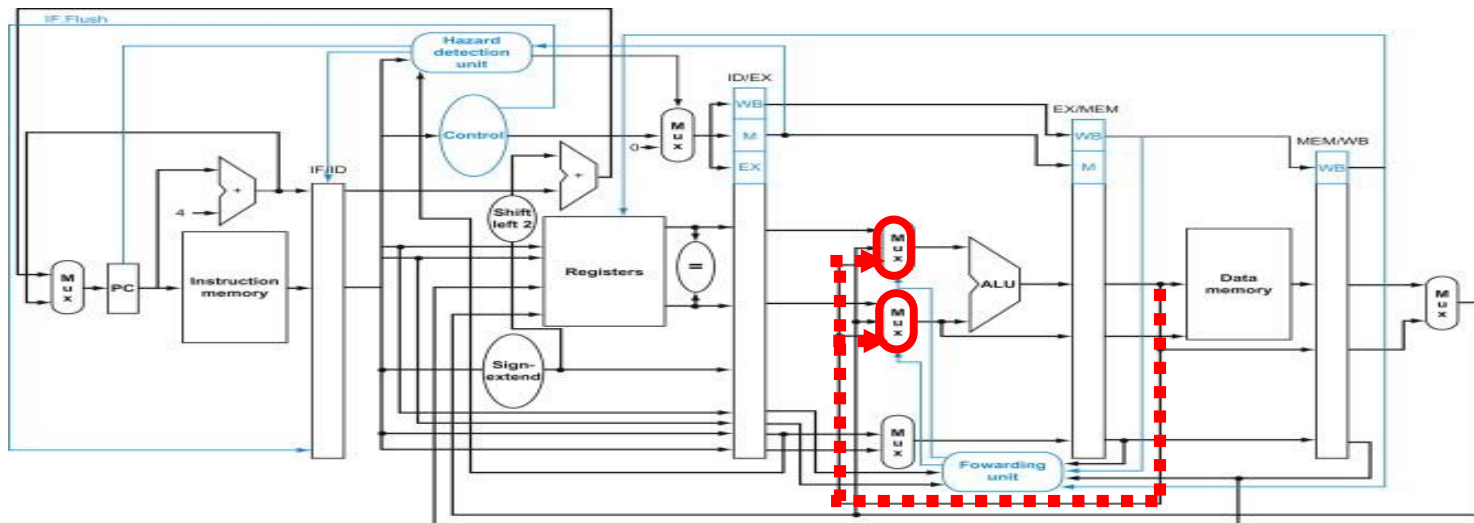 IF.Flush
Hazard
detection
unit
ID/EX
WB
M
EX
Control
0
M
u
x
EX/MEM
WB
M
MEM/WB
WB
IF/ID
+
4
+
Shift
left 2
Registers
=
M
u
x
PC
Instruction
memory
M
u
x
M
u
x
ALU
Data
memory
M
u
x
Sign-
extend
M
u
x
Fowarding
unit